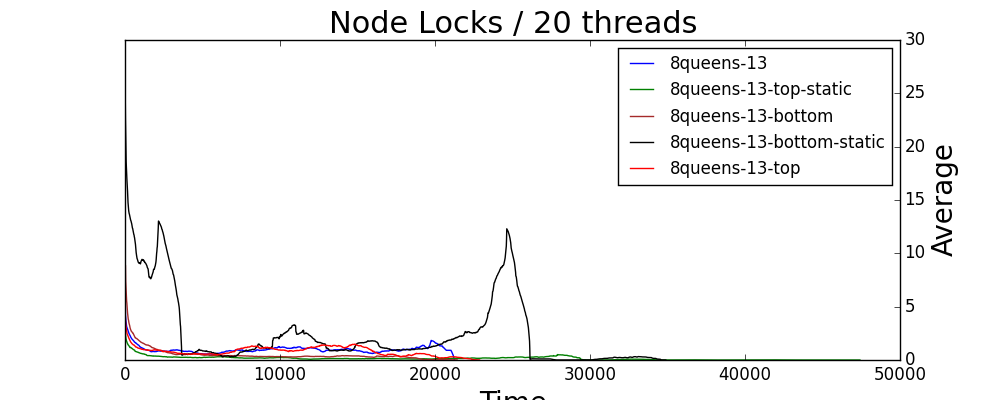 Node Locks / 20 threads
8queens-13
8queens-13-top-static
8queens-13-bottom
8queens-13-bottom-static
8queens-13-top
30
25
20
15
10
5
0
Average
0 10000 20000 30000 40000 50000
Time